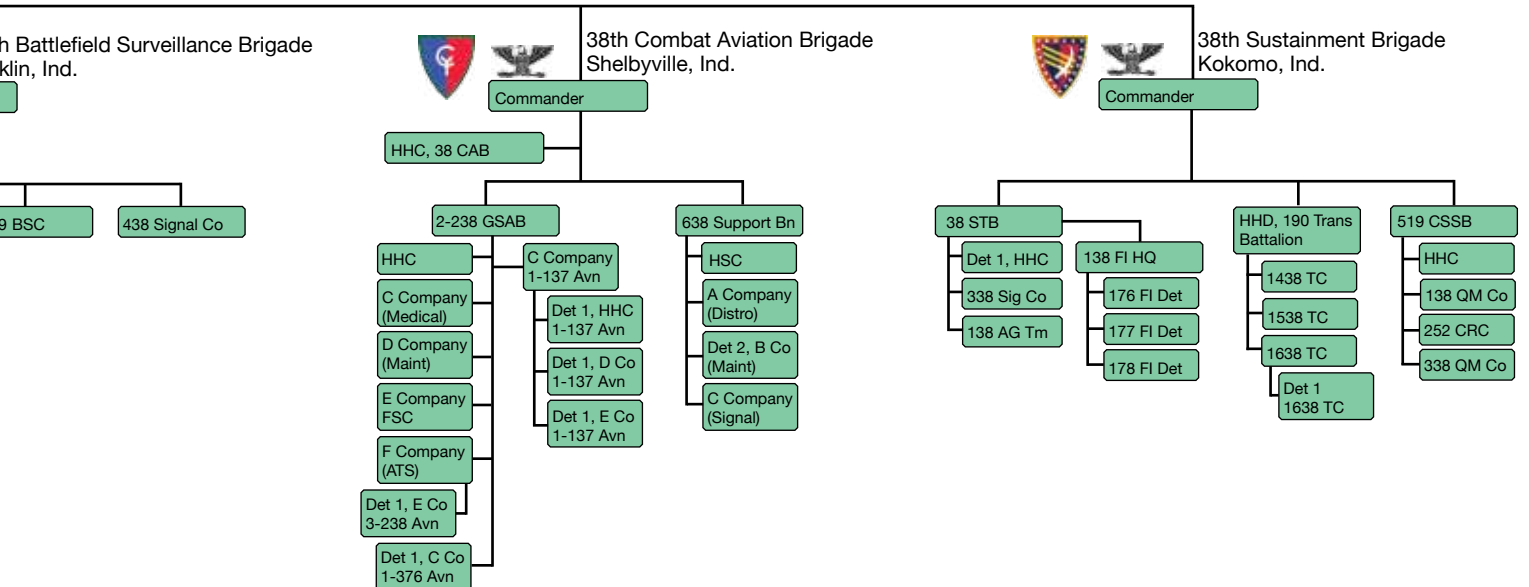 Battlefield Surveillance Brigade
Ind.
BSC
438 Signal Co
38th Combat Aviation Brigade
Shelbyville, Ind.
Commander
HHC, 38 CAB
2-238 GSAB
HHC
C Company
(Medical)
D Company
(Maint)
E Company
FSC
F Company
(ATS)
Det 1, E Co
3-238 Avn
Det 1, C Co
1-376 Avn
C Company
1-137 Avn
Det 1, HHC
1-137 Avn
Det 1, D Co
1-137 Avn
Det 1, E Co
1-137 Avn
638 Support Bn
HSC
A Company
(Distro)
Det 2, B Co
(Maint)
C Company
(Signal)
38th Sustainment Brigade
Kokomo, Ind.
Commander
38 STB
Det 1, HHC
338 Sig Co
138 AG Tm
138 FI HQ
176 FI Det
177 FI Det
178 FI Det
HHD, 190 Trans
Battalion
1438 TC
1538 TC
1638 TC
Det 1
1638 TC
519 CSSB
HHC
138 QM Co
252 CRC
338 QM Co